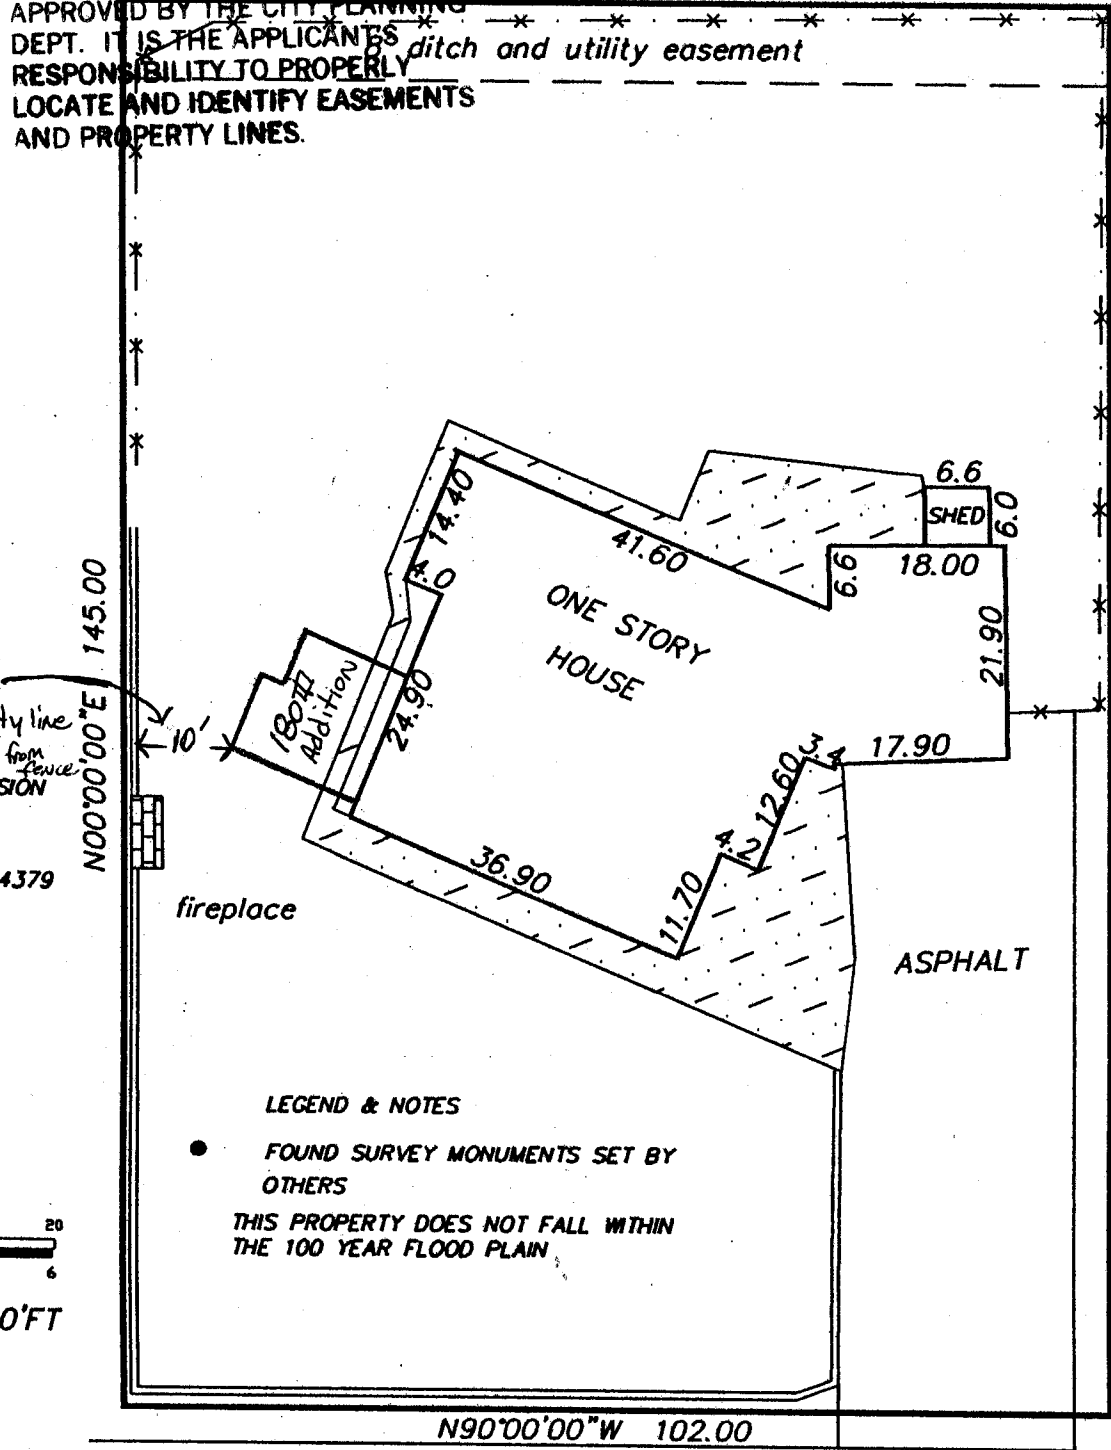 APPROVED BY THE CITY PLANNING
DEPT. IT IS THE APPLICANTS
RESPONSIBILITY TO PROPERLY
LOCATE AND IDENTIFY EASEMENTS
AND PROPERTY LINES.
ditch and utility easement
6.6
SHED
6.0
14.40
41.60
4.0
6.6
18.00
ONE STORY
HOUSE
21.90
N00°00'00"E 145.00
180
Addition
24.90
ty line
from
fence
10'
SION
3.4
17.90
12.60
4.2
36.90
11.70
4379
fireplace
ASPHALT
LEGEND & NOTES
FOUND SURVEY MONUMENTS SET BY
OTHERS
THIS PROPERTY DOES NOT FALL WITHIN
THE 100 YEAR FLOOD PLAIN
20
6
0'FT
N90°00'00"W 102.00